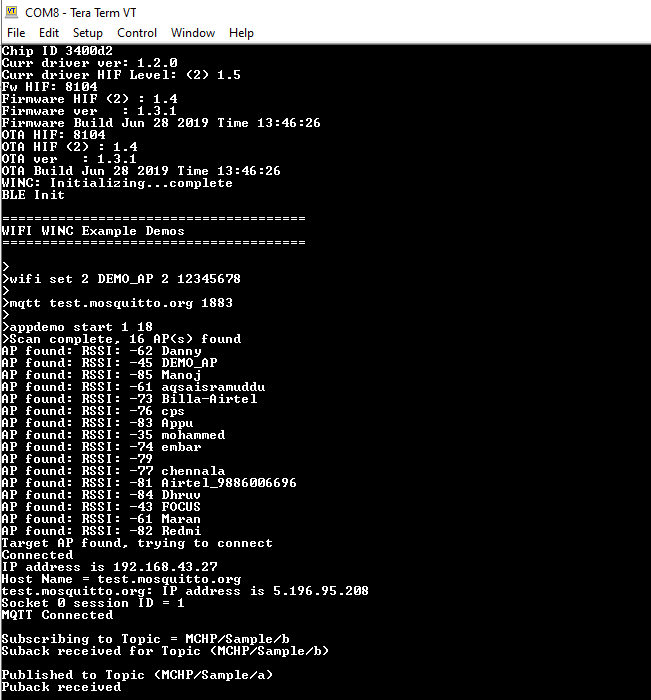 COM8 - Tera Term VT
File Edit Setup Control Window Help
Chip ID 3400d2
Curr driver ver: 1.2.0
Curr driver HIF Level: (2) 1.5
Fw HIF: 8104
Firmware HIF (2) : 1.4
Firmware ver   : 1.3.1
Firmware Build Jun 28 2019 Time 13:46:26
OTA HIF: 8104
OTA HIF (2) : 1.4
OTA ver   : 1.3.1
OTA Build Jun 28 2019 Time 13:46:26
WINC: Initializing...complete
BLE Init
======================================
WIFI WINC Example Demos
======================================
>
>wifi set 2 DEMO_AP 2 12345678
>
>mqtt test.mosquitto.org 1883
>
>appdemo start 1 18
>Scan complete, 16 AP(s) found
AP found: RSSI: -62 Danny
AP found: RSSI: -45 DEMO_AP
AP found: RSSI: -85 Manoj
AP found: RSSI: -61 aqsaisramuddu
AP found: RSSI: -73 Billa-Airtel
AP found: RSSI: -76 cps
AP found: RSSI: -83 Appu
AP found: RSSI: -35 mohammed
AP found: RSSI: -74 embar
AP found: RSSI: -79
AP found: RSSI: -77 chennala
AP found: RSSI: -81 Airtel_9886006696
AP found: RSSI: -84 Dhruv
AP found: RSSI: -43 FOCUS
AP found: RSSI: -61 Maran
AP found: RSSI: -82 Redmi
Target AP found, trying to connect
Connected
IP address is 192.168.43.27
Host Name = test.mosquitto.org
test.mosquitto.org: IP address is 5.196.95.208
Socket 0 session ID = 1
MQTT Connected
Subscribing to Topic = MCHP/Sample/b
Suback received for Topic (MCHP/Sample/b)
Published to Topic (MCHP/Sample/a)
Puback received